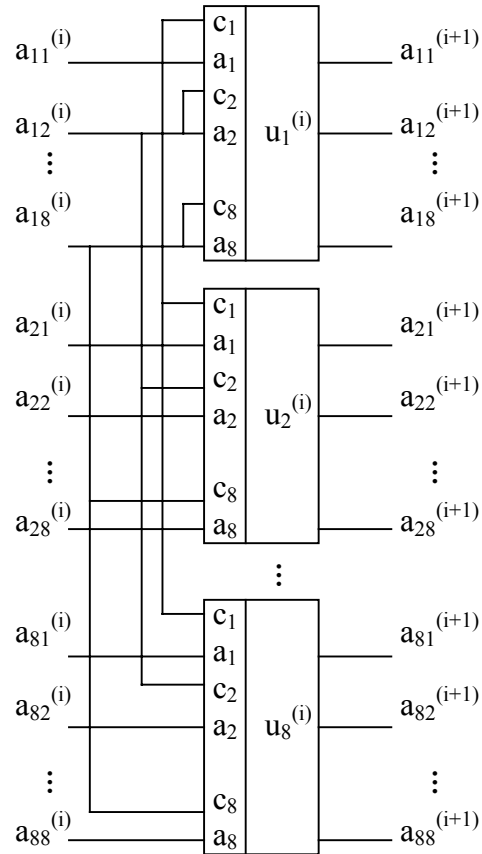 c₁
a₁₁⁽ⁱ⁾ a₁ a₁₁⁽ⁱ⁺¹⁾
c₂
a₁₂⁽ⁱ⁾ a₂ u₁⁽ⁱ⁾ a₁₂⁽ⁱ⁺¹⁾
⋮ ⋮
c₈
a₁₈⁽ⁱ⁾ a₈ a₁₈⁽ⁱ⁺¹⁾
c₁
a₂₁⁽ⁱ⁾ a₁ a₂₁⁽ⁱ⁺¹⁾
c₂
a₂₂⁽ⁱ⁾ a₂ u₂⁽ⁱ⁾ a₂₂⁽ⁱ⁺¹⁾
⋮ ⋮
c₈
a₂₈⁽ⁱ⁾ a₈ a₂₈⁽ⁱ⁺¹⁾
⋮
c₁
a₈₁⁽ⁱ⁾ a₁ a₈₁⁽ⁱ⁺¹⁾
c₂
a₈₂⁽ⁱ⁾ a₂ u₈⁽ⁱ⁾ a₈₂⁽ⁱ⁺¹⁾
⋮ ⋮
c₈
a₈₈⁽ⁱ⁾ a₈ a₈₈⁽ⁱ⁺¹⁾